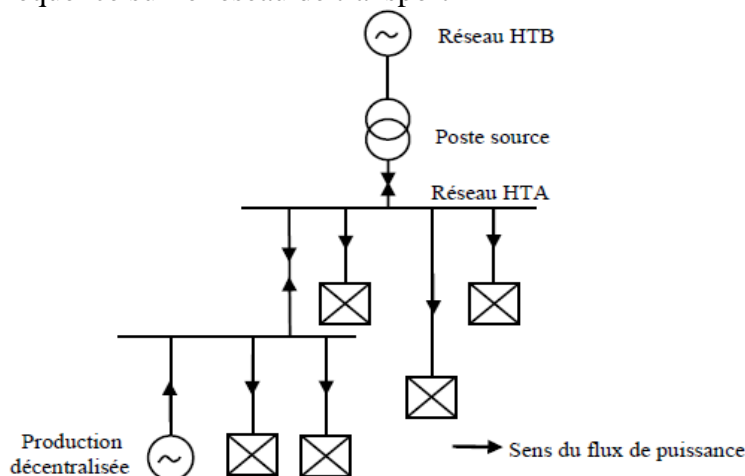 Réseau HTB
Poste source
Réseau HTA
Production
décentralisée
Sens du flux de puissance